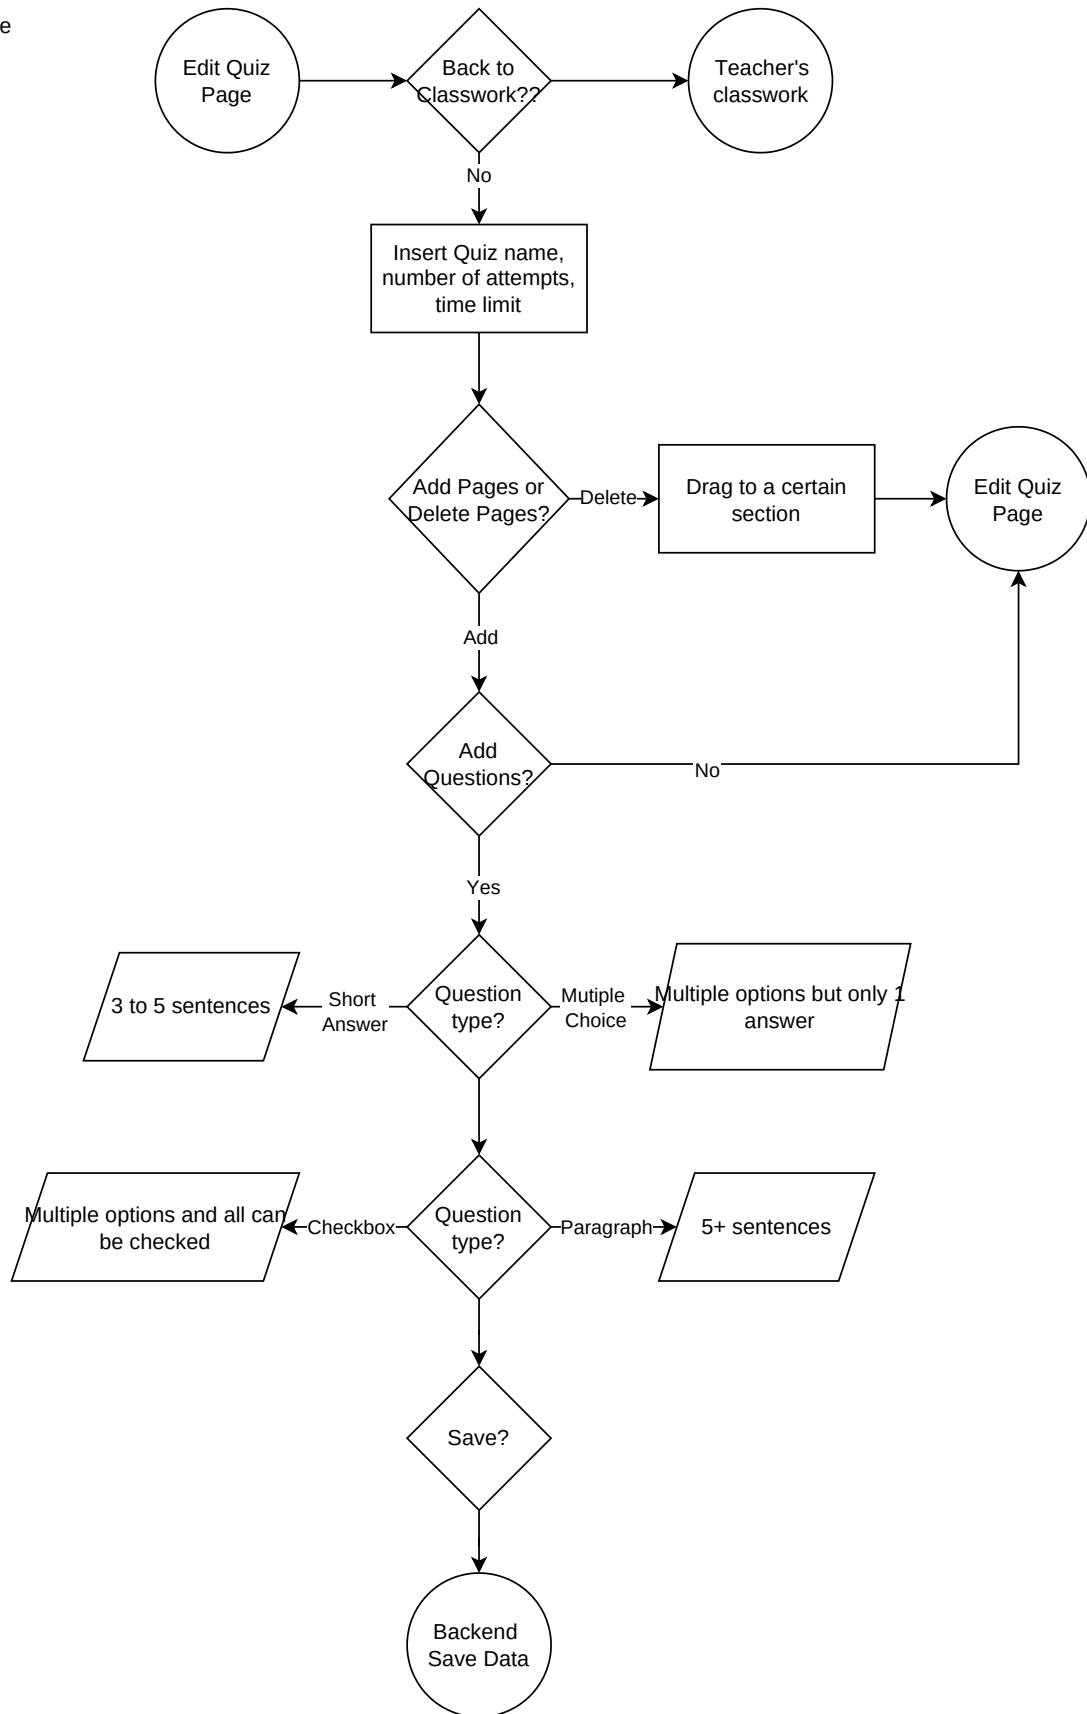 e
Edit Quiz
Page
Back to
Classwork??
Teacher's
classwork
No
Insert Quiz name,
number of attempts,
time limit
Add Pages or
Delete Pages?
Delete
Drag to a certain
section
Edit Quiz
Page
Add
Add
Questions?
No
Yes
3 to 5 sentences
Short
Answer
Question
type?
Mutiple
Choice
Multiple options but only 1
answer
Multiple options and all can
be checked
Checkbox
Question
type?
Paragraph
5+ sentences
Save?
Backend
Save Data